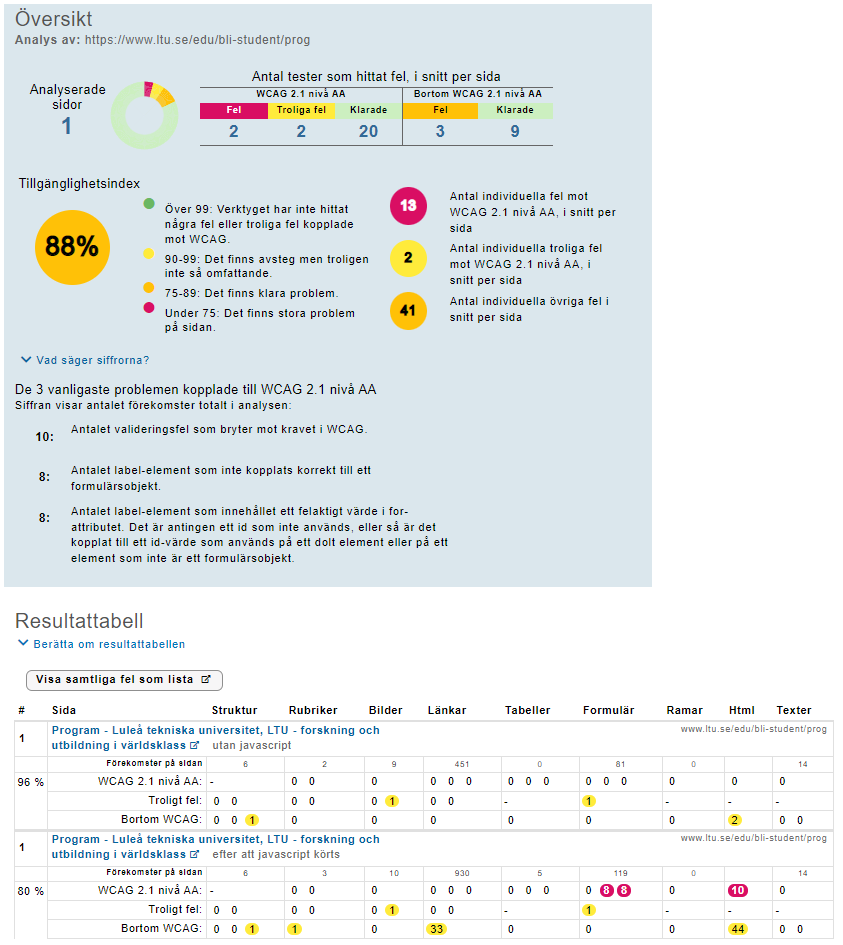 Översikt
Analys av: https://www.ltu.se/edu/bli-student/prog
Analyserade
sidor
1
Antal tester som hittat fel, i snitt per sida
WCAG 2.1 nivå AA Bortom WCAG 2.1 nivå AA
Fel Troliga fel Klarade Fel Klarade
2 2 20 3 9
Tillgänglighetsindex
88%
Över 99: Verktyget har inte hittat
några fel eller troliga fel kopplade
mot WCAG.
90-99: Det finns avsteg men troligen
inte så omfattande.
75-89: Det finns klara problem.
Under 75: Det finns stora problem
på sidan.
13
Antal individuella fel mot
WCAG 2.1 nivå AA, i snitt per
sida
2
Antal individuella troliga fel
mot WCAG 2.1 nivå AA, i
snitt per sida
41
Antal individuella övriga fel i
snitt per sida
Vad säger siffrorna?
De 3 vanligaste problemen kopplade till WCAG 2.1 nivå AA
Siffran visar antalet förekomster totalt i analysen:
10: Antalet valideringsfel som bryter mot kravet i WCAG.
8: Antalet label-element som inte kopplats korrekt till ett
formulärsobjekt.
8: Antalet label-element som innehållet ett felaktigt värde i for-
attributet. Det är antingen ett id som inte används, eller så är det
kopplat till ett id-värde som används på ett dolt element eller på ett
element som inte är ett formulärsobjekt.
Resultattabell
Berätta om resultattabellen
Visa samtliga fel som lista
# Sida Struktur Rubriker Bilder Länkar Tabeller Formulär Ramar Html Texter
1 Program - Luleå tekniska universitet, LTU - forskning och www.ltu.se/edu/bli-student/prog
utbildning i världsklass utan javascript
Förekomster på sidan 6 2 9 451 0 81 0 14
96 % WCAG 2.1 nivå AA: - 0 0 0 0 0 0 0 0 0 0 0 0 0 0 0
Troligt fel: 0 0 0 0 0 1 0 0 - 1 - - -
Bortom WCAG: 0 0 1 0 0 0 0 0 0 2 0 0
1 Program - Luleå tekniska universitet, LTU - forskning och www.ltu.se/edu/bli-student/prog
utbildning i världsklass efter att javascript körts
Förekomster på sidan 6 3 10 930 5 119 0 14
80 % WCAG 2.1 nivå AA: - 0 0 0 0 0 0 0 0 0 0 8 8 0 10 0
Troligt fel: 0 0 0 0 0 1 0 0 - 1 - - -
Bortom WCAG: 0 0 1 1 0 33 0 0 0 44 0 0